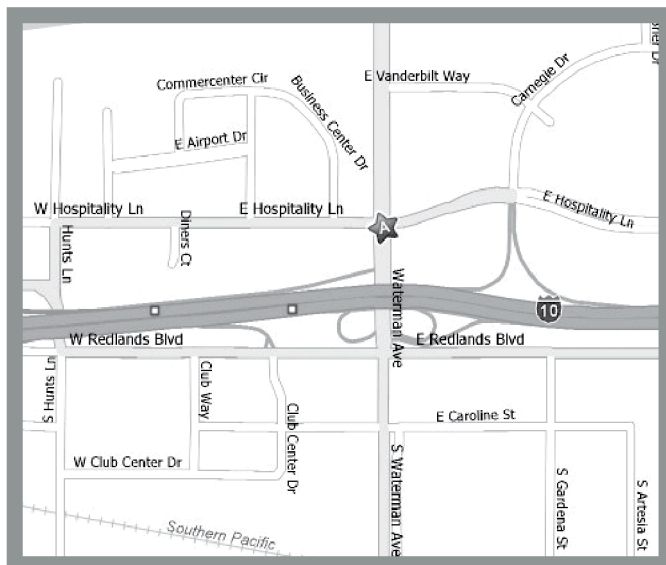 E Vanderbilt Way
Carnegie Dr
Commercenter Cir
Business Center Dr
E Airport Dr
W Hospitality Ln
E Hospitality Ln
E Hospitality Ln
Diners Ct
Hunts Ln
A
Waterman Ave
10
W Redlands Blvd
E Redlands Blvd
S Hunts Ln
Club Way
Club Center Dr
E Caroline St
W Club Center Dr
S Waterman Ave
S Gardena St
S Artesia St
Southern Pacific